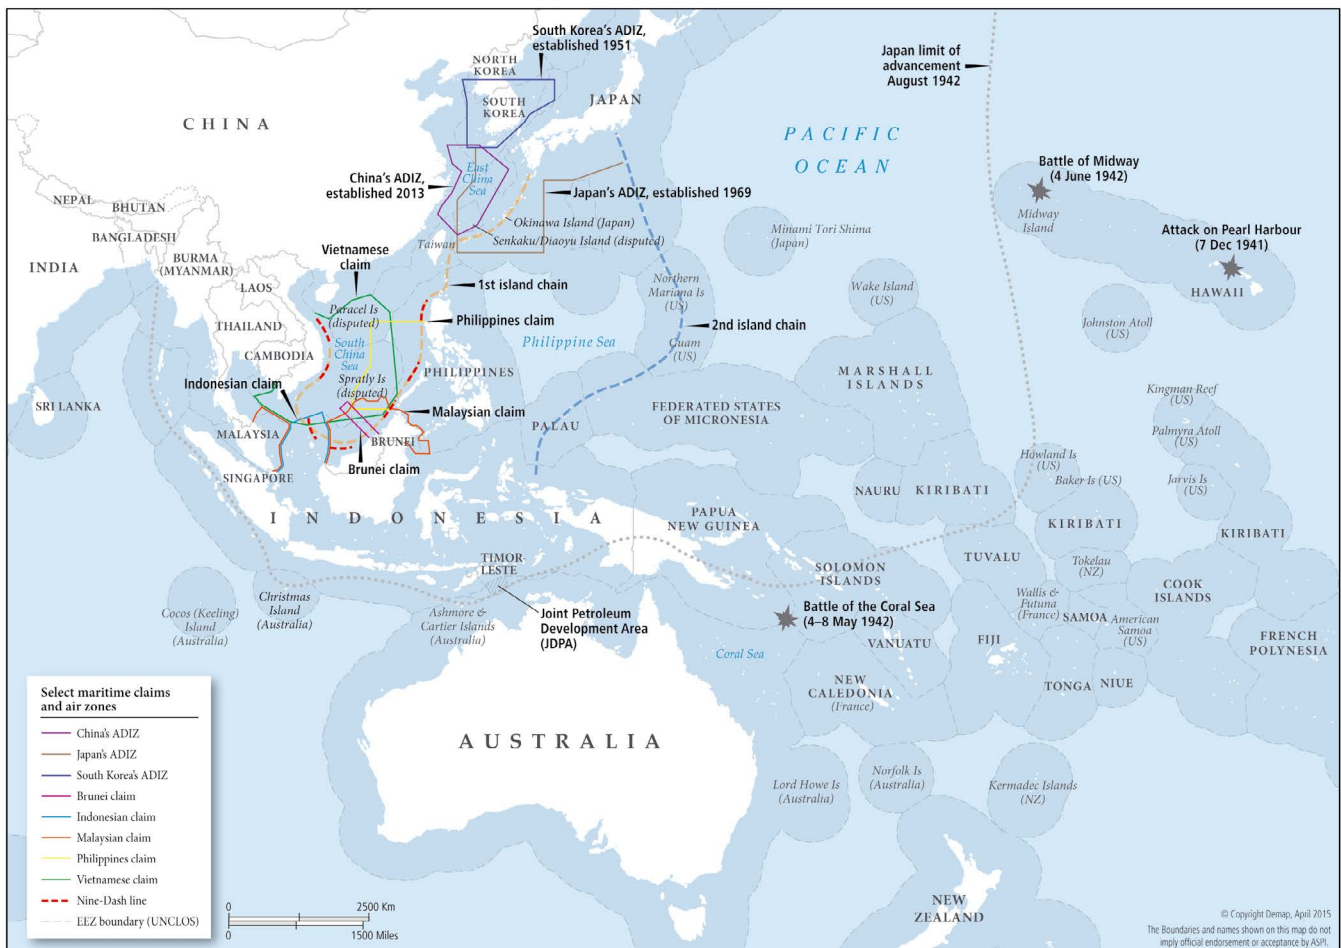 South Korea's ADIZ,
established 1951
NORTH
KOREA
SOUTH
KOREA
JAPAN
Japan limit of
advancement
August 1942
CHINA
PACIFIC
OCEAN
East
China
Sea
China's ADIZ,
established 2013
Japan's ADIZ, established 1969
Battle of Midway
(4 June 1942)
Midway
Island
NEPAL
BHUTAN
BANGLADESH
INDIA
BURMA
(MYANMAR)
Okinawa Island (Japan)
Senkaku/Diaoyu Island (disputed)
Taiwan
Minami Tori Shima
(Japan)
Attack on Pearl Harbour
(7 Dec 1941)
HAWAII
Vietnamese
claim
LAOS
1st island chain
Northern
Mariana Is
(US)
Wake Island
(US)
Paracel Is
(disputed)
THAILAND
Philippines claim
2nd island chain
Johnston Atoll
(US)
South
China
Sea
Philippine Sea
Guam
(US)
CAMBODIA
PHILIPPINES
MARSHALL
ISLANDS
Indonesian claim
Spratly Is
(disputed)
Kingman Reef
(US)
SRI LANKA
Malaysian claim
FEDERATED STATES
OF MICRONESIA
PALAU
MALAYSIA
BRUNEI
Palmyra Atoll
(US)
Brunei claim
Howland Is
(US)
Baker Is (US)
Jarvis Is
(US)
SINGAPORE
NAURU
KIRIBATI
INDONESIA
PAPUA
NEW GUINEA
KIRIBATI
KIRIBATI
TIMOR-
LESTE
SOLOMON
ISLANDS
TUVALU
Tokelau
(NZ)
COOK
ISLANDS
Cocos (Keeling)
Island
(Australia)
Christmas
Island
(Australia)
Ashmore &
Cartier Islands
(Australia)
Joint Petroleum
Development Area
(JDPA)
Battle of the Coral Sea
(4–8 May 1942)
Wallis &
Futuna
(France)
SAMOA
American
Samoa
(US)
Coral Sea
VANUATU
FIJI
FRENCH
POLYNESIA
NEW
CALEDONIA
(France)
TONGA
NIUE
AUSTRALIA
Lord Howe Is
(Australia)
Norfolk Is
(Australia)
Kermadec Islands
(NZ)
NEW
ZEALAND
Select maritime claims
and air zones
China's ADIZ
Japan's ADIZ
South Korea's ADIZ
Brunei claim
Indonesian claim
Malaysian claim
Philippines claim
Vietnamese claim
Nine-Dash line
EEZ boundary (UNCLOS)
0
2500 Km
0
1500 Miles
© Copyright Demap, April 2015
The Boundaries and names shown on this map do not
imply official endorsement or acceptance by ASPI.